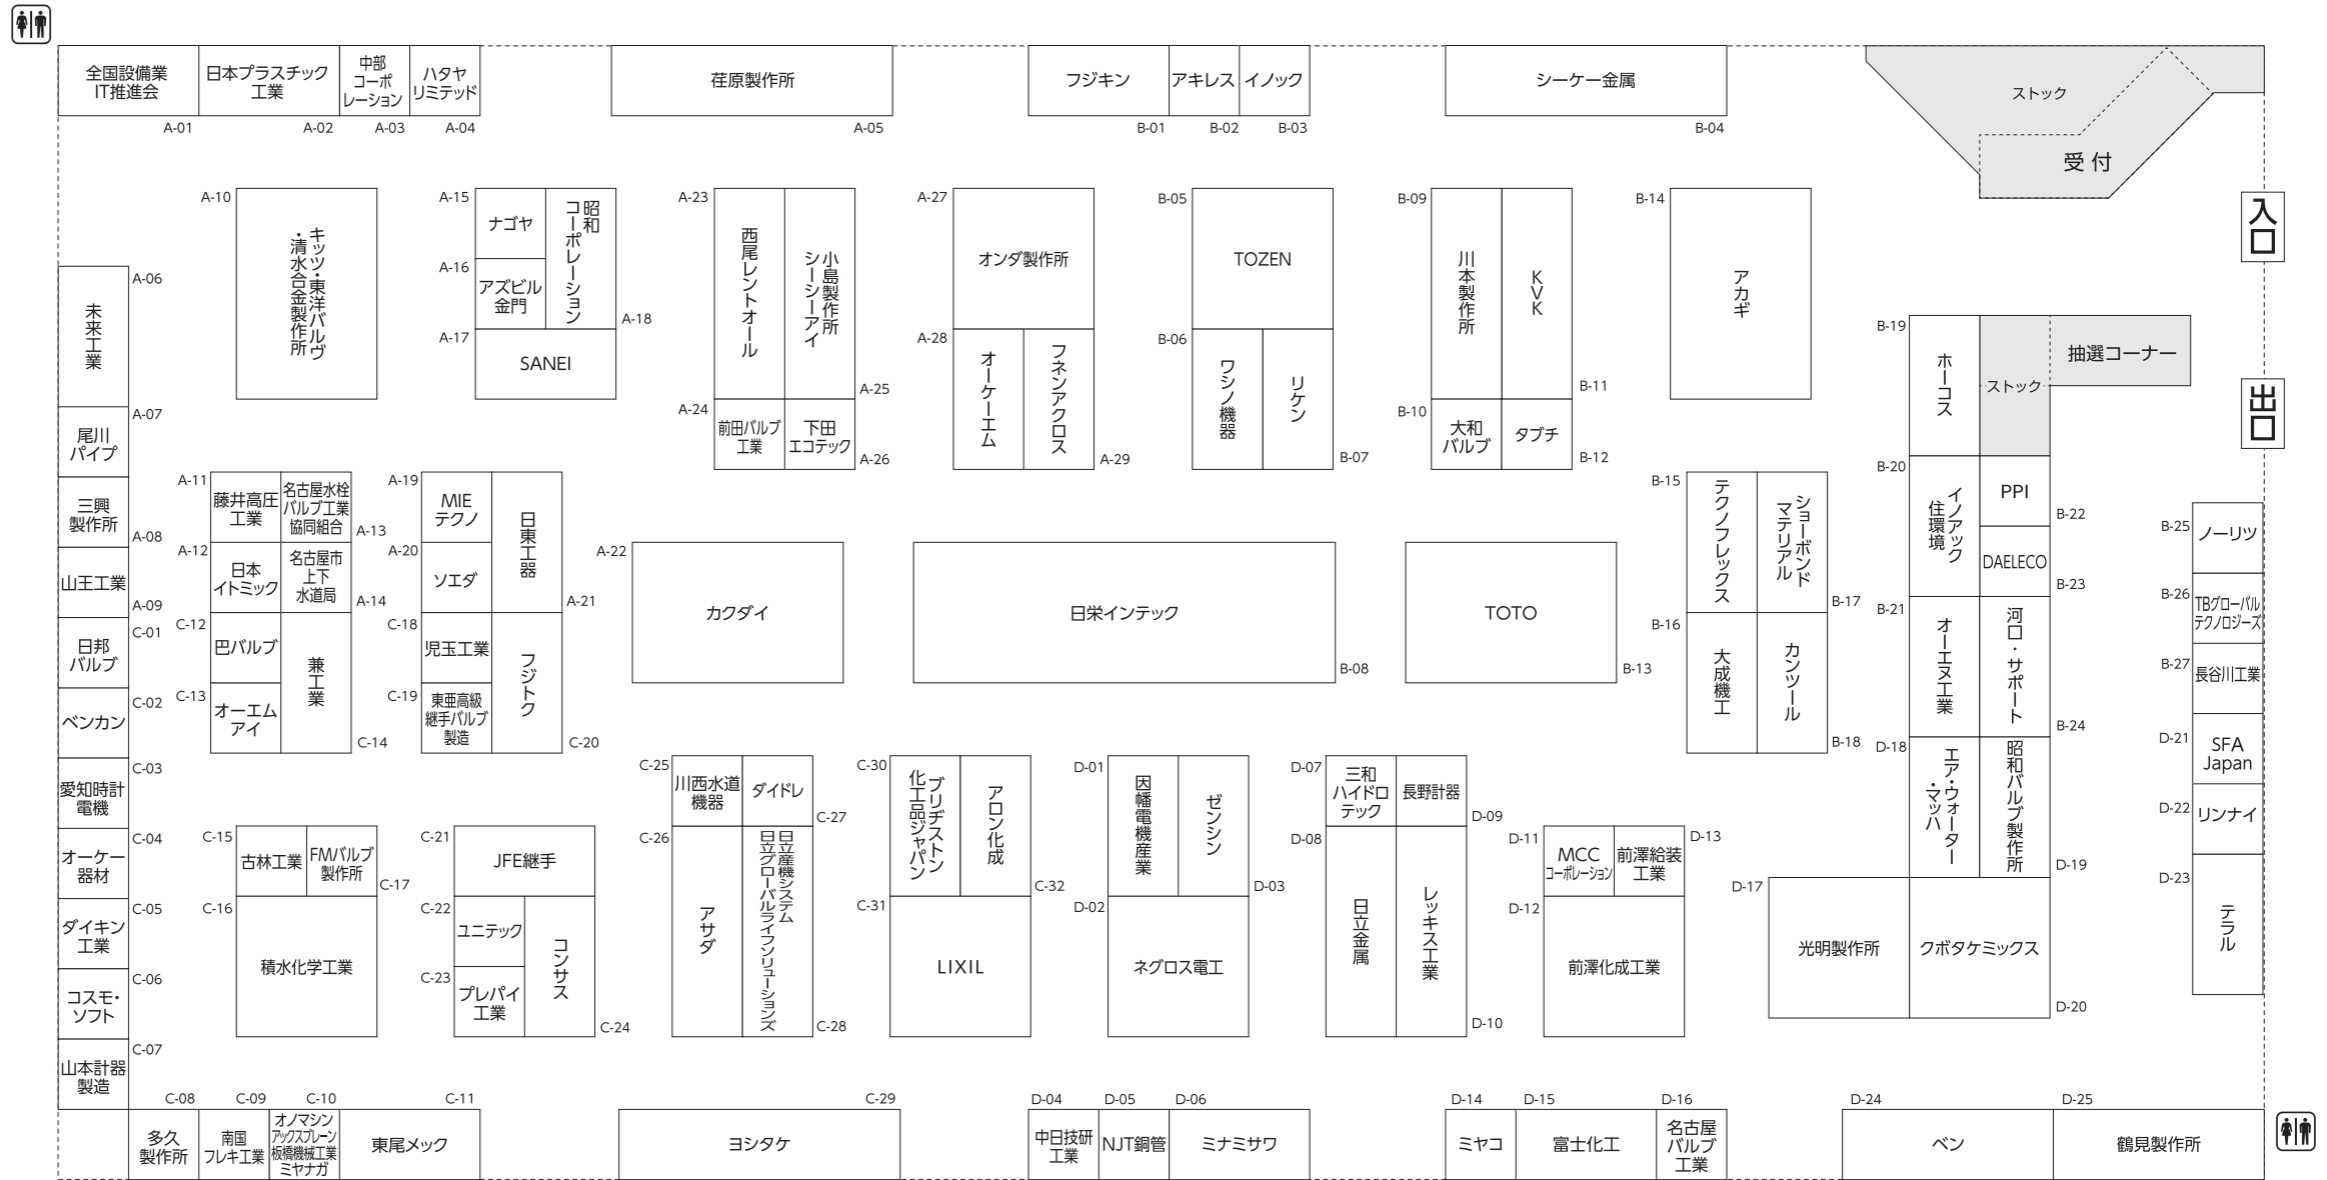 全国設備業
IT推進会
A-01
日本プラスチック
工業
A-02
中部
コーポ
レーション
A-03
ハタヤ
リミテッド
A-04
荏原製作所
A-05
フジキン
B-01
アキレス
B-02
イノック
B-03
シーケー金属
B-04
ストック
受付
入口
出口
A-06
未来工業
A-07
尾川
パイプ
三興
製作所
A-08
山王工業
A-09
C-01
日邦
バルブ
C-02
ベンカン
C-03
愛知時計
電機
C-04
オーケー
器材
C-05
ダイキン
工業
C-06
コスモ・
ソフト
C-07
山本計器
製造
A-10
キッツ・東洋バルヴ
・清水合金製作所
A-15
ナゴヤ
A-16
アズビル
金門
昭和
コーポレーション
A-18
A-17
SANEI
A-23
西尾レントオール
小島製作所
シーシーアイ
A-25
A-24
前田バルブ
工業
下田
エコテック
A-26
A-27
オンダ製作所
A-28
オーケーエム
フネンアクロス
A-29
B-05
TOZEN
B-06
ワシノ機器
リケン
B-07
B-09
川本製作所
KVK
B-11
B-10
大和
バルブ
タブチ
B-12
B-14
アカギ
B-19
ホーコス
ストック
抽選コーナー
B-20
イノアック
住環境
PPI
B-22
DAELECO
B-23
B-21
オーエヌ工業
河口・サポート
B-24
D-18
エア・ウォーター
・マッハ
昭和バルブ製作所
D-19
D-17
光明製作所
クボタケミックス
D-20
B-25
ノーリツ
B-26
TBグローバル
テクノロジーズ
B-27
長谷川工業
D-21
SFA
Japan
D-22
リンナイ
D-23
テラル
A-11
藤井高圧
工業
名古屋水栓
バルブ工業
協同組合
A-13
A-12
日本
イトミック
名古屋市
上下
水道局
A-14
C-12
巴バルブ
C-13
オーエム
アイ
兼工業
C-14
A-19
MIE
テクノ
A-20
ソエダ
日東工器
A-21
C-18
児玉工業
C-19
東亜高級
継手バルブ
製造
フジトク
C-20
A-22
カクダイ
日栄インテック
B-08
TOTO
B-13
B-15
テクノフレックス
ショーボンド
マテリアル
B-17
B-16
大成機工
カンツール
B-18
C-15
古林工業
FMバルブ
製作所
C-17
C-16
積水化学工業
C-21
JFE継手
C-22
ユニテック
C-23
プレパイ
工業
コンサス
C-24
C-25
川西水道
機器
ダイドレ
C-27
C-26
アサダ
日立産機システム
日立グローバルライフソリューションズ
C-28
C-30
ブリヂストン
化工品ジャパン
アロン化成
C-32
C-31
LIXIL
D-01
因幡電機産業
ゼンシン
D-03
D-02
ネグロス電工
D-07
三和
ハイドロ
テック
長野計器
D-09
D-08
日立金属
レッキス工業
D-10
D-11
MCC
コーポレーション
前澤給装
工業
D-13
D-12
前澤化成工業
C-08
多久
製作所
C-09
南国
フレキ工業
C-10
オノマシン
アックスブレーン
板橋機械工業
ミヤナガ
C-11
東尾メック
C-29
ヨシタケ
D-04
中日技研
工業
D-05
NJT銅管
D-06
ミナミサワ
D-14
ミヤコ
D-15
富士化工
D-16
名古屋
バルブ
工業
D-24
ベン
D-25
鶴見製作所